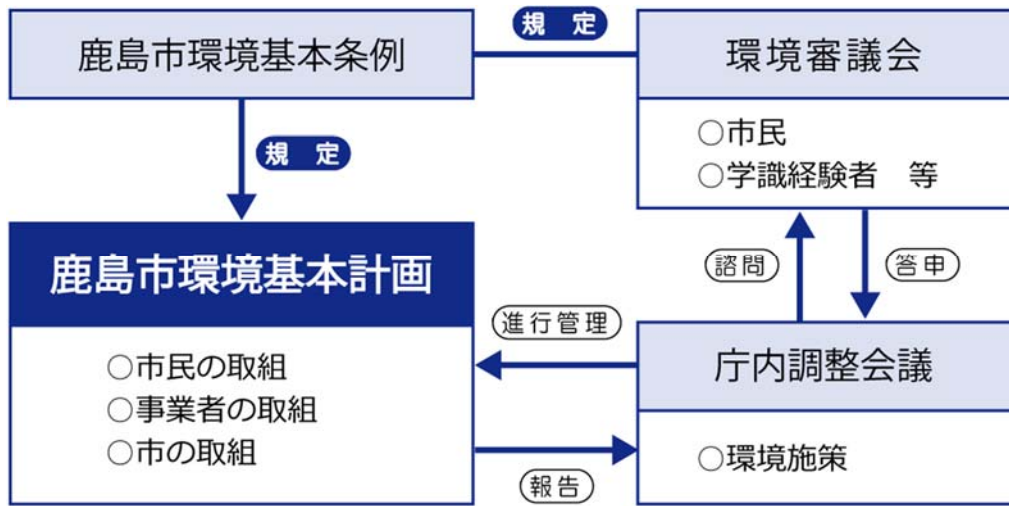 鹿島市環境基本条例
規 定
環境審議会
○市民
○学識経験者 等
規 定
鹿島市環境基本計画
○市民の取組
○事業者の取組
○市の取組
諮問
答申
進行管理
報告
庁内調整会議
○環境施策